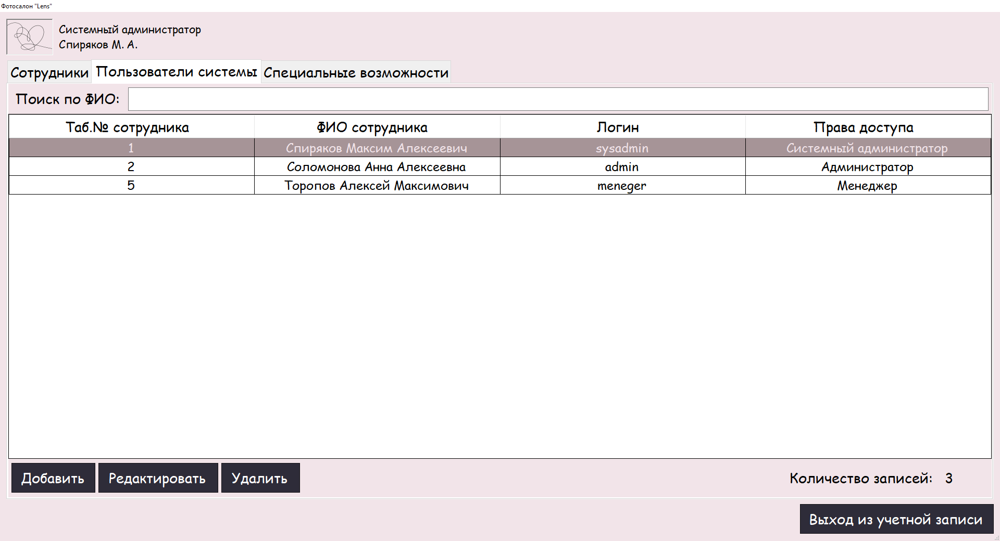 Фотосалон "Lens"
Системный администратор
Спиряков М. А.
Сотрудники Пользователи системы Специальные возможности
Поиск по ФИО:
Таб.№ сотрудника ФИО сотрудника Логин Права доступа
1 Спиряков Максим Алексеевич sysadmin Системный администратор
2 Соломонова Анна Алексеевна admin Администратор
5 Торопов Алексей Максимович meneger Менеджер
Добавить Редактировать Удалить Количество записей: 3
Выход из учетной записи